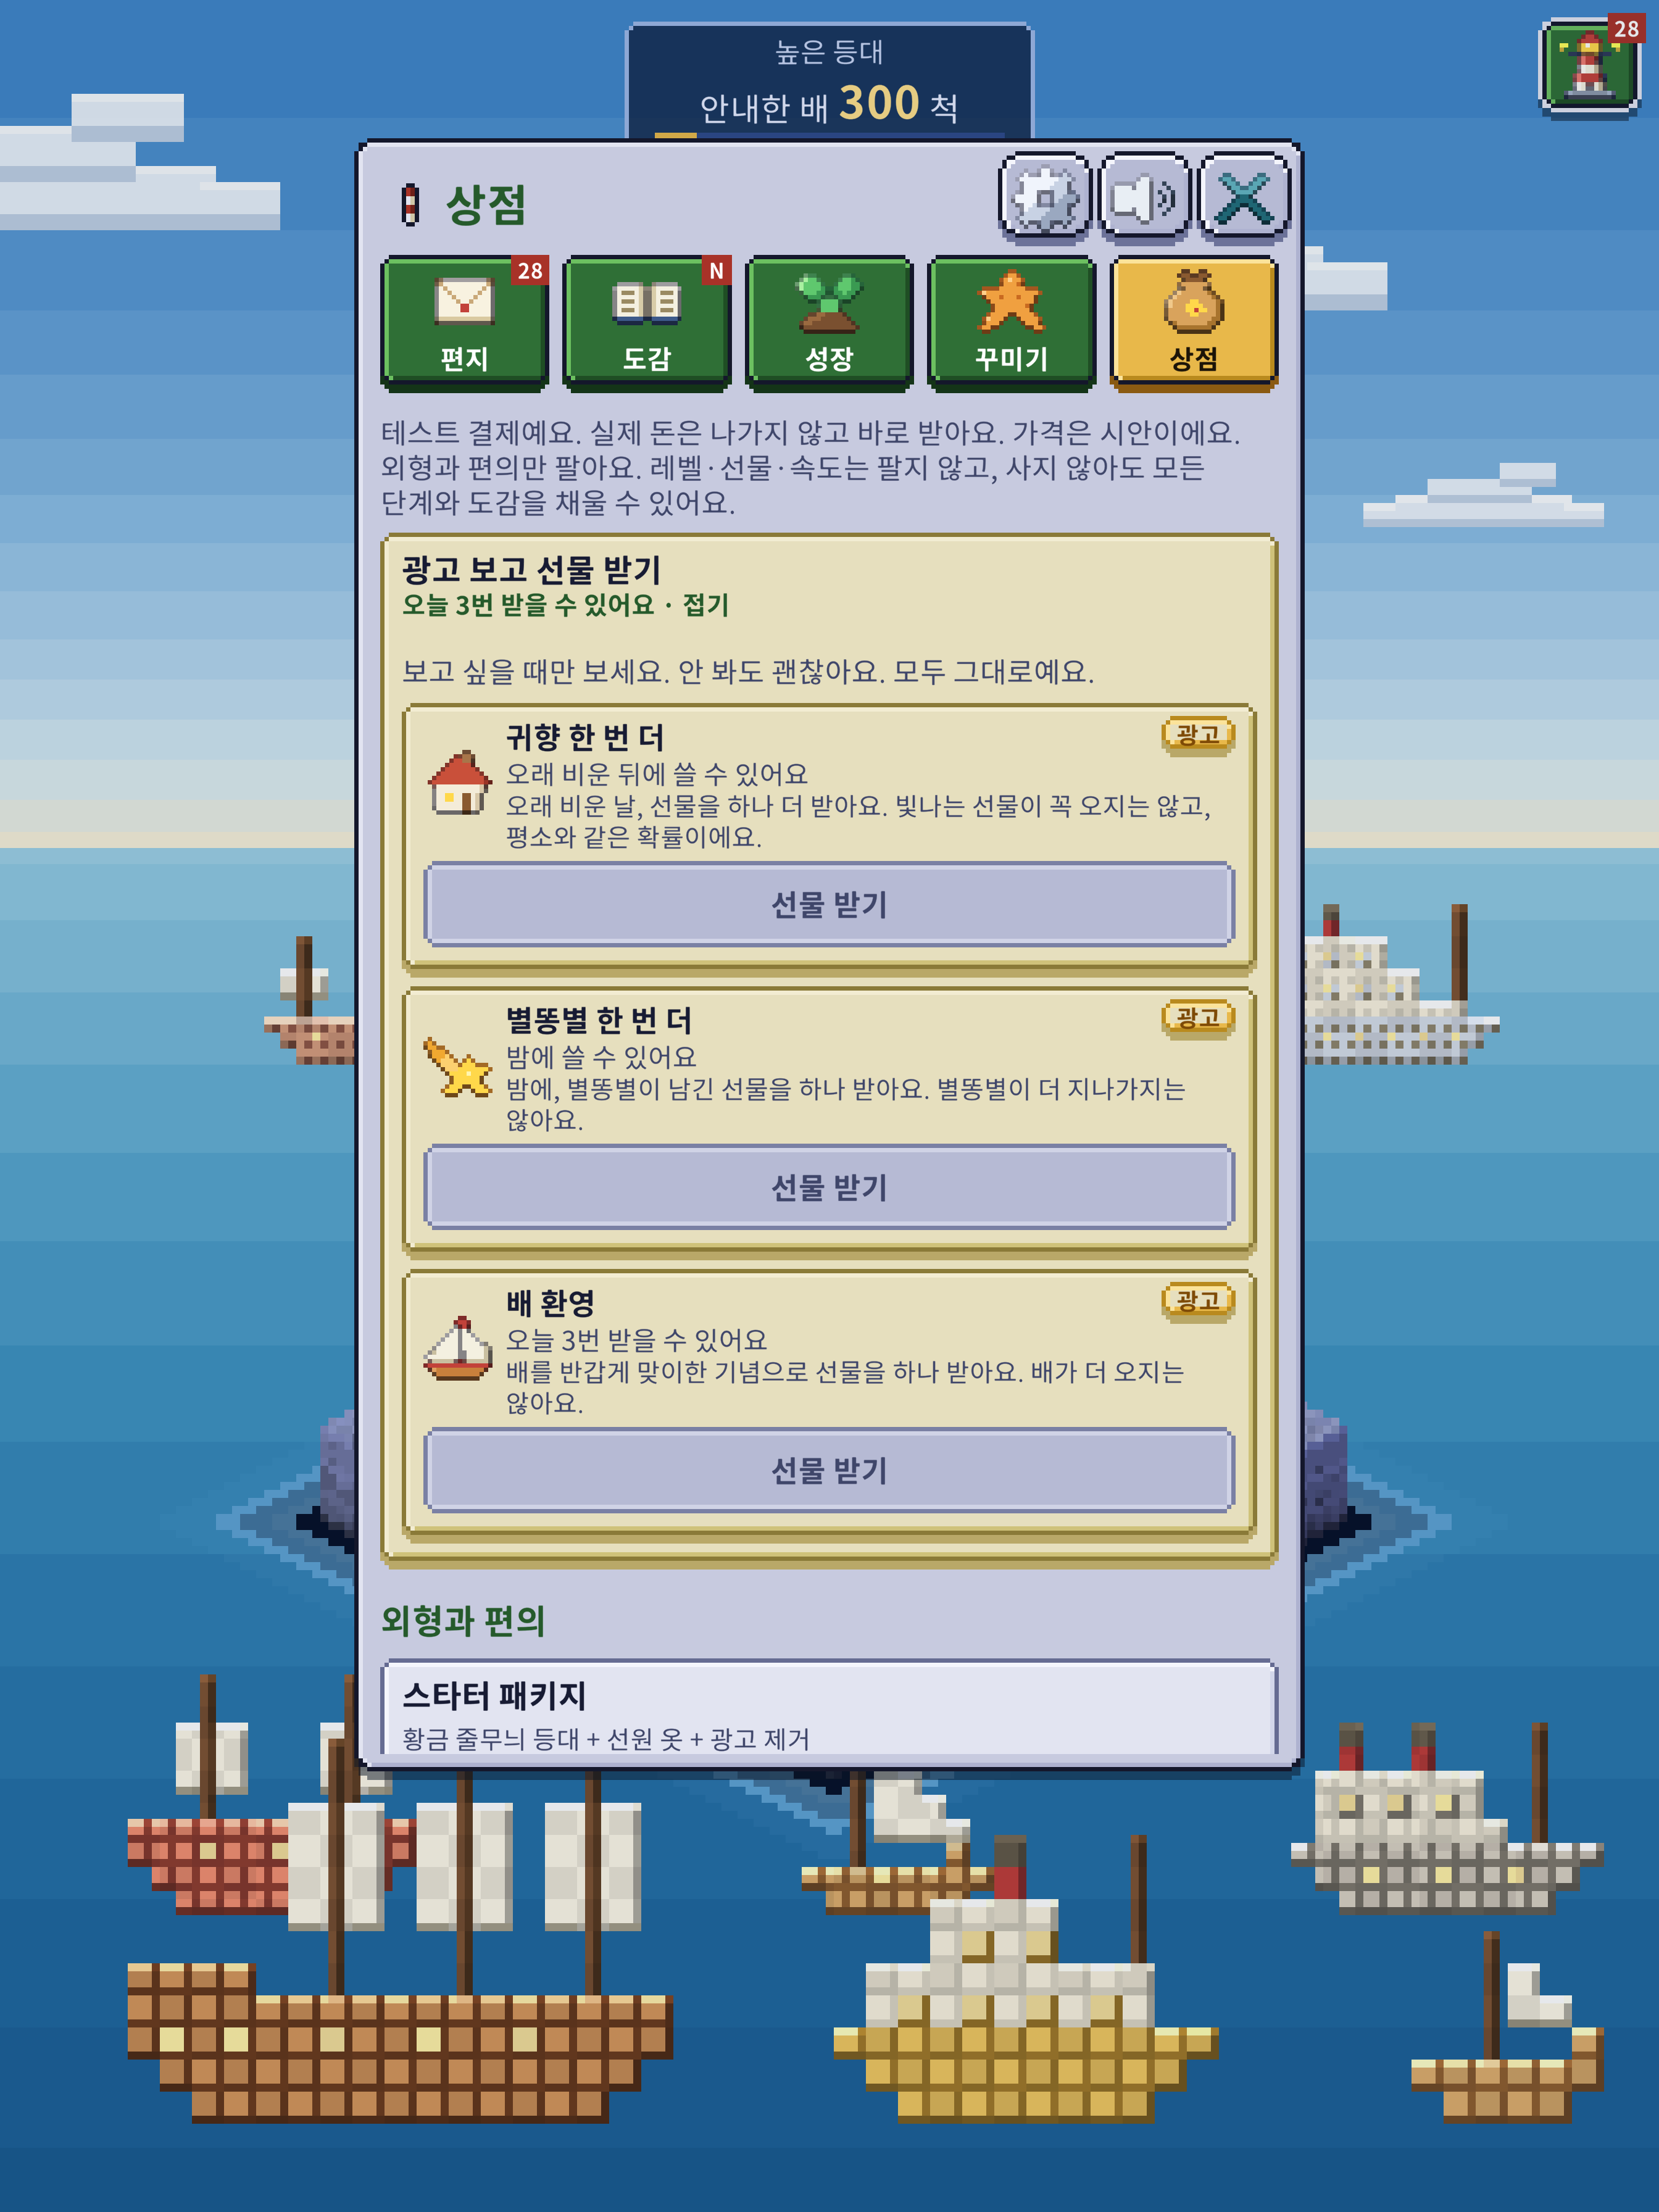 높은 등대
안내한 배 300 척
28
상점
28
편지
N
도감
성장
꾸미기
상점
테스트 결제예요. 실제 돈은 나가지 않고 바로 받아요. 가격은 시안이에요.
외형과 편의만 팔아요. 레벨·선물·속도는 팔지 않고, 사지 않아도 모든
단계와 도감을 채울 수 있어요.
광고 보고 선물 받기
오늘 3번 받을 수 있어요 · 접기
보고 싶을 때만 보세요. 안 봐도 괜찮아요. 모두 그대로예요.
귀향 한 번 더
광고
오래 비운 뒤에 쓸 수 있어요
오래 비운 날, 선물을 하나 더 받아요. 빛나는 선물이 꼭 오지는 않고,
평소와 같은 확률이에요.
선물 받기
별똥별 한 번 더
광고
밤에 쓸 수 있어요
밤에, 별똥별이 남긴 선물을 하나 받아요. 별똥별이 더 지나가지는
않아요.
선물 받기
배 환영
광고
오늘 3번 받을 수 있어요
배를 반갑게 맞이한 기념으로 선물을 하나 받아요. 배가 더 오지는
않아요.
선물 받기
외형과 편의
스타터 패키지
황금 줄무늬 등대 + 선원 옷 + 광고 제거